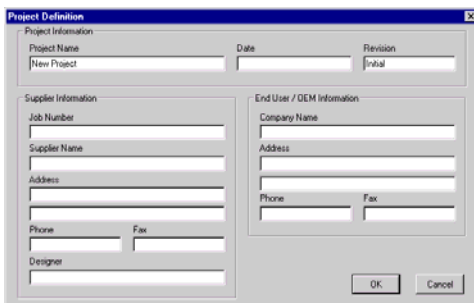 Project Definition
Project Information
Project Name
Date
Revision
New Project
Initial
Supplier Information
Job Number
Supplier Name
Address
Phone
Fax
Designer
End User / OEM Information
Company Name
Address
Phone
Fax
OK
Cancel